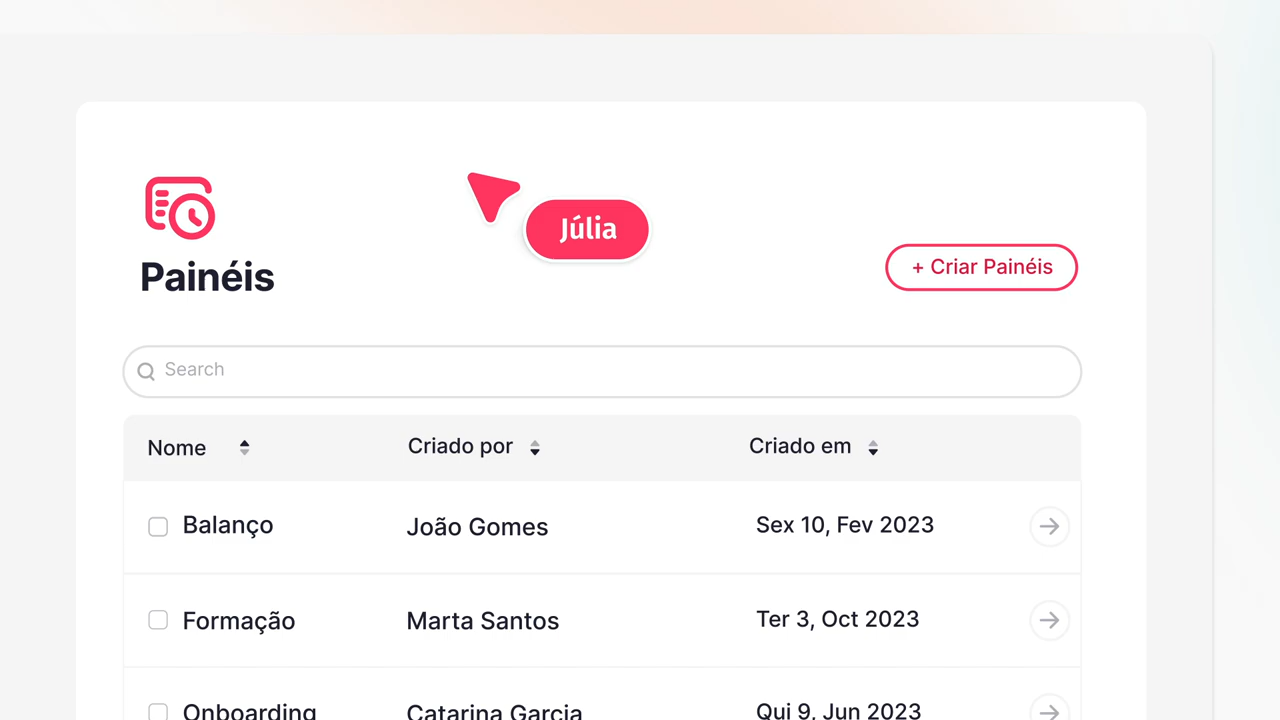 Júlia
Painéis
+ Criar Painéis
Search
Nome Criado por Criado em
Balanço João Gomes Sex 10, Fev 2023
Formação Marta Santos Ter 3, Oct 2023
Onboarding Catarina Garcia Qui 9, Jun 2023